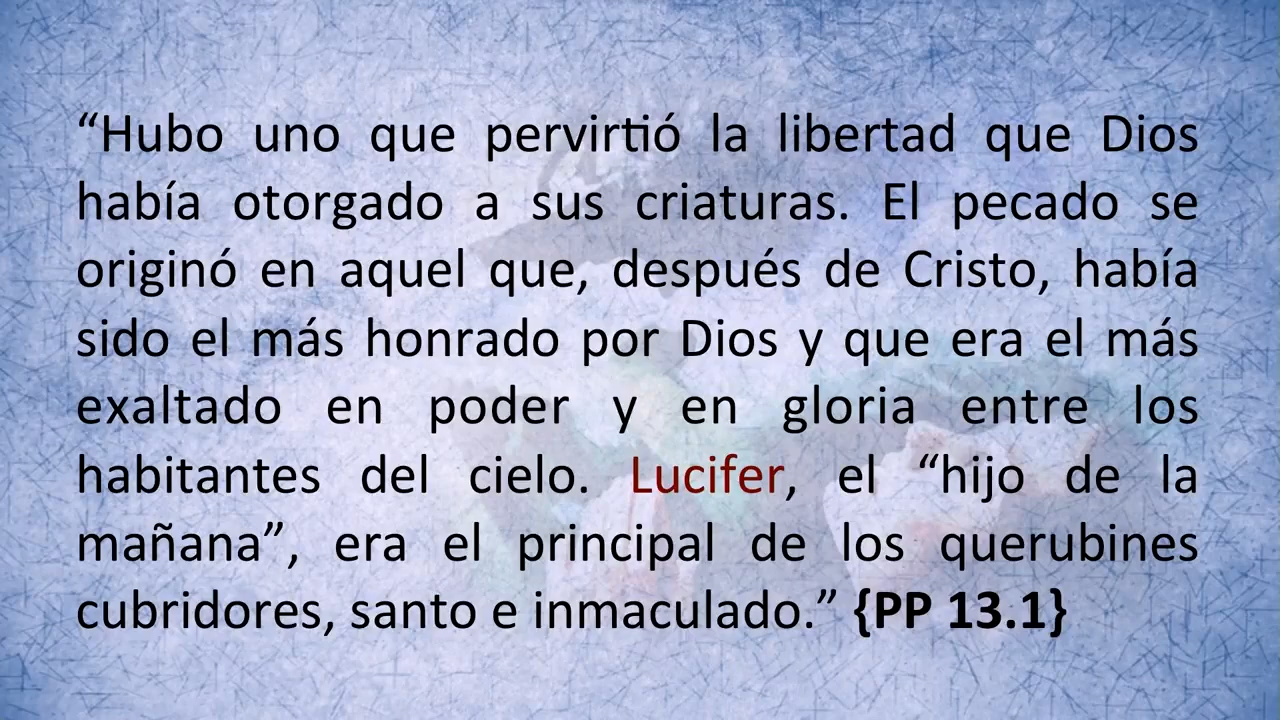 “Hubo uno que pervirtió la libertad que Dios
había otorgado a sus criaturas. El pecado se
originó en aquel que, después de Cristo, había
sido el más honrado por Dios y que era el más
exaltado en poder y en gloria entre los
habitantes del cielo. Lucifer, el “hijo de la
mañana”, era el principal de los querubines
cubridores, santo e inmaculado.” {PP 13.1}